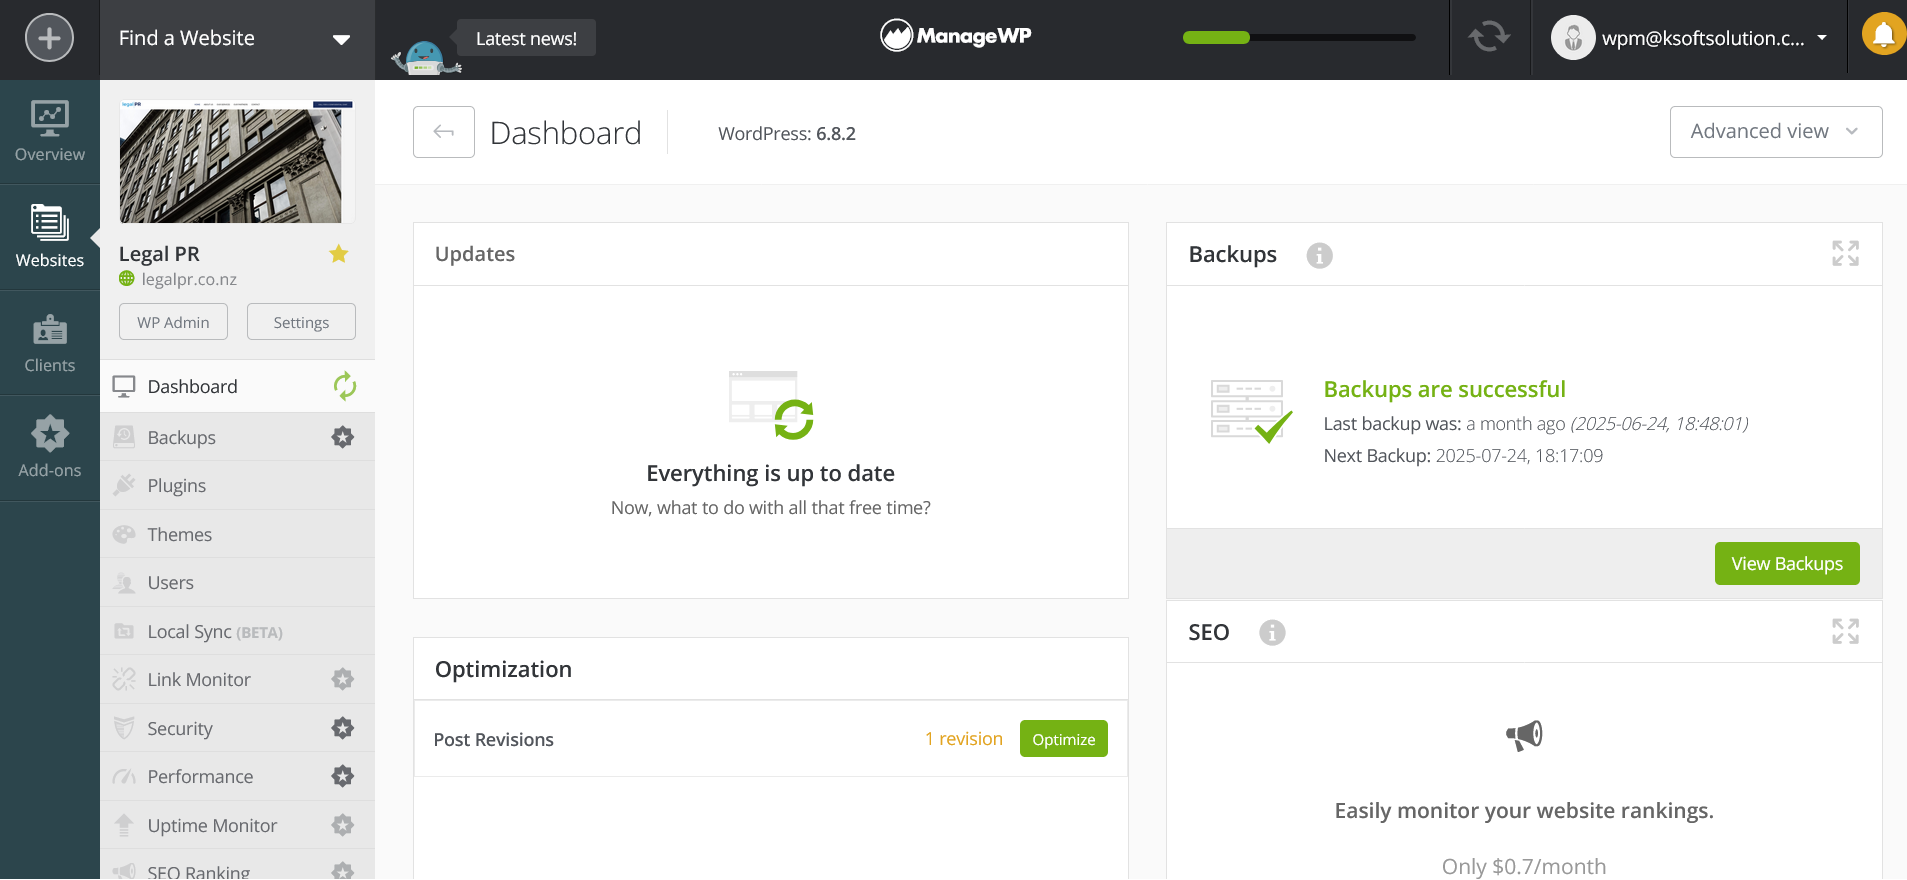 Find a Website
Latest news!
ManageWP
wpm@ksoftsolution.c...
Overview
Websites
Clients
Add-ons
Legal PR
legalpr.co.nz
WP Admin
Settings
Dashboard
Backups
Plugins
Themes
Users
Local Sync (BETA)
Link Monitor
Security
Performance
Uptime Monitor
SEO Ranking
Dashboard
WordPress: 6.8.2
Advanced view
Updates
Everything is up to date
Now, what to do with all that free time?
Optimization
Post Revisions
1 revision
Optimize
Backups
Backups are successful
Last backup was: a month ago (2025-06-24, 18:48:01)
Next Backup: 2025-07-24, 18:17:09
View Backups
SEO
Easily monitor your website rankings.
Only $0.7/month